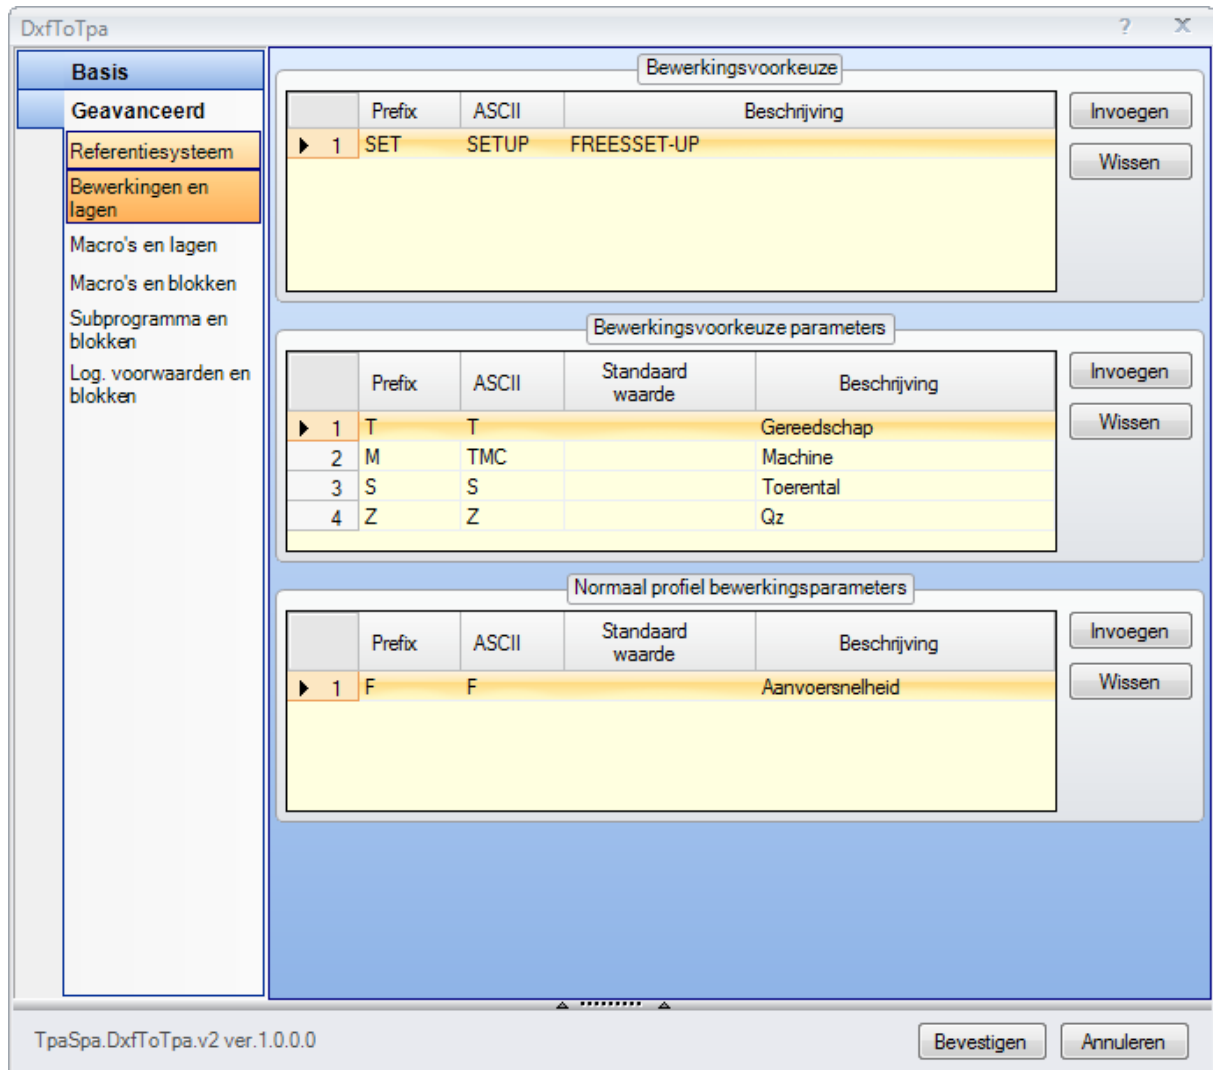 DxfToTpa ? X
Basis
Geavanceerd
Referentiesysteem
Bewerkingen en
lagen
Macro's en lagen
Macro's en blokken
Subprogramma en
blokken
Log. voorwaarden en
blokken
Bewerkingsvoorkeuze
Prefix ASCII Beschrijving
1 SET SETUP FREESSET-UP
Invoegen
Wissen
Bewerkingsvoorkeuze parameters
Prefix ASCII Standaard waarde Beschrijving
1 T T Gereedschap
2 M TMC Machine
3 S S Toerental
4 Z Z Qz
Invoegen
Wissen
Normaal profiel bewerkingsparameters
Prefix ASCII Standaard waarde Beschrijving
1 F F Aanvoersnelheid
Invoegen
Wissen
TpaSpa.DxfToTpa.v2 ver.1.0.0.0
Bevestigen Annuleren